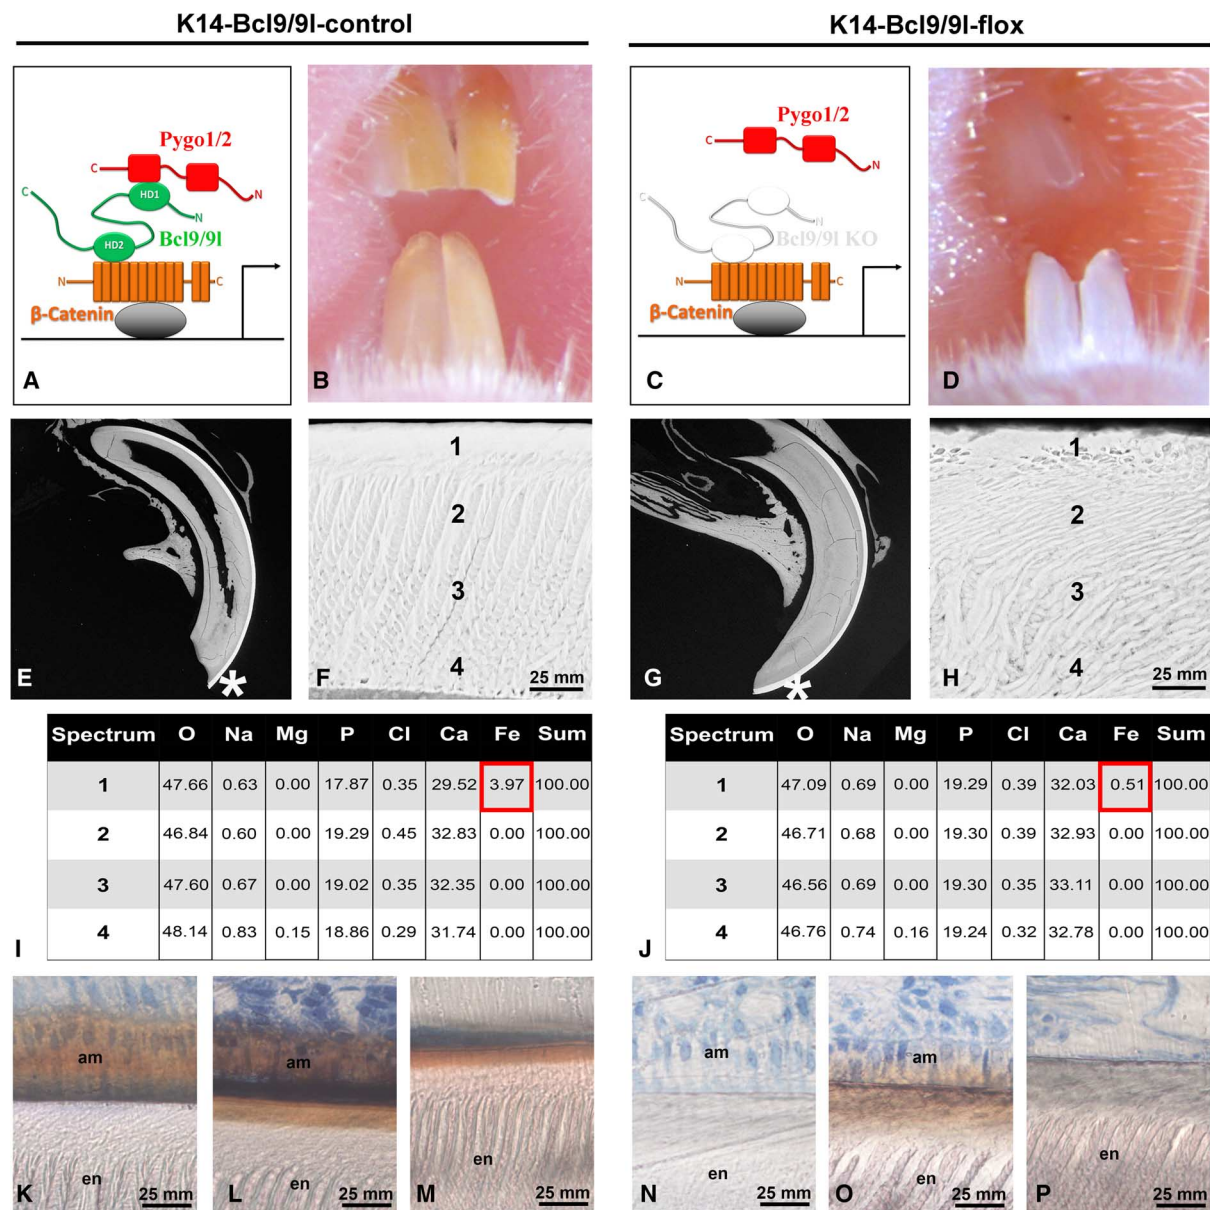 K14-Bcl9/9l-control
K14-Bcl9/9l-flox
Pygo1/2
C
N
C
HD1
N
HD2
Bcl9/9l
N
C
β-Catenin
A
B
Pygo1/2
C
N
C
N
Bcl9/9l KO
N
C
β-Catenin
C
D
E
*
1
2
3
4
F
25 mm
G
*
1
2
3
4
H
25 mm
Spectrum O Na Mg P Cl Ca Fe Sum
1 47.66 0.63 0.00 17.87 0.35 29.52 3.97 100.00
2 46.84 0.60 0.00 19.29 0.45 32.83 0.00 100.00
3 47.60 0.67 0.00 19.02 0.35 32.35 0.00 100.00
4 48.14 0.83 0.15 18.86 0.29 31.74 0.00 100.00
I
Spectrum O Na Mg P Cl Ca Fe Sum
1 47.09 0.69 0.00 19.29 0.39 32.03 0.51 100.00
2 46.71 0.68 0.00 19.30 0.39 32.93 0.00 100.00
3 46.56 0.69 0.00 19.30 0.35 33.11 0.00 100.00
4 46.76 0.74 0.16 19.24 0.32 32.78 0.00 100.00
J
am
en
K
25 mm
am
en
L
25 mm
en
M
25 mm
am
en
N
25 mm
am
en
O
25 mm
en
P
25 mm